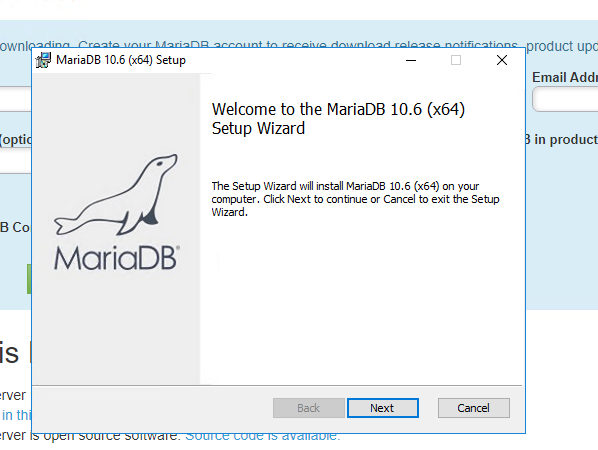 ownloading. Create your MariaDB account to receive download release notifications, product upd
MariaDB 10.6 (x64) Setup
Email Addr
Welcome to the MariaDB 10.6 (x64)
Setup Wizard
(optio
in product
The Setup Wizard will install MariaDB 10.6 (x64) on your
computer. Click Next to continue or Cancel to exit the Setup
Wizard.
B Co
MariaDB
is
erver
in thi
Back
Next
Cancel
erver is open source software. Source code is available.